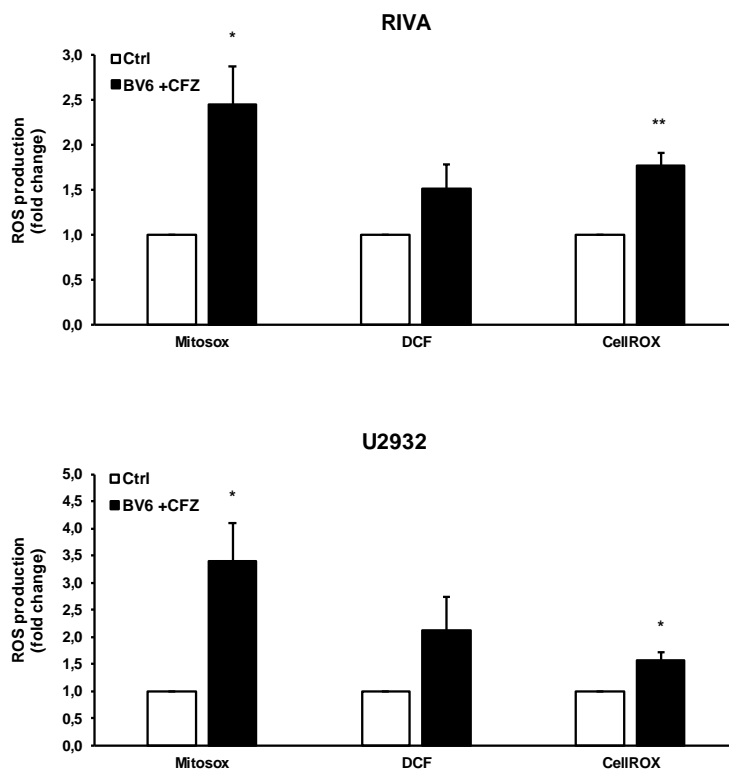 RIVA
3,0
2,5
2,0
1,5
1,0
0,5
0,0
ROS production
(fold change)
Ctrl
BV6 +CFZ
*
**
Mitosox
DCF
CellROX
U2932
5,0
4,5
4,0
3,5
3,0
2,5
2,0
1,5
1,0
0,5
0,0
ROS production
(fold change)
Ctrl
BV6 +CFZ
*
*
Mitosox
DCF
CellROX